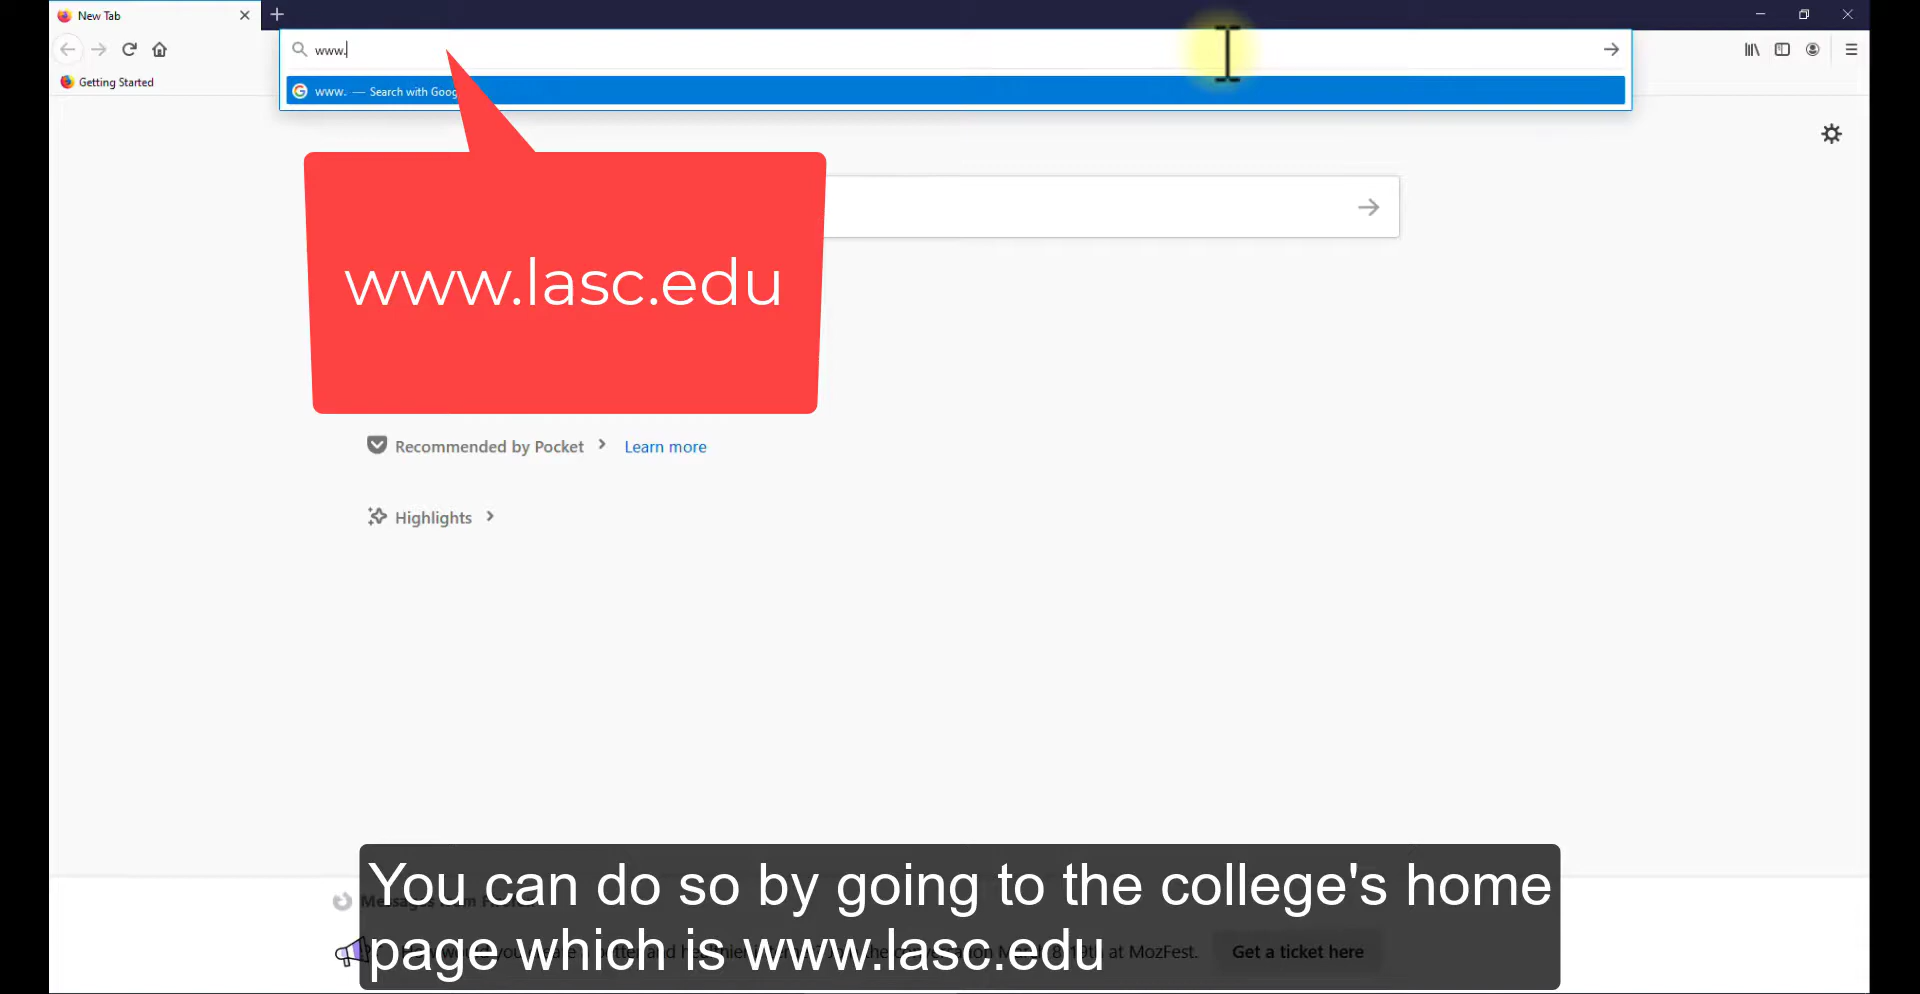 New Tab
www.
Getting Started
www. — Search with Goog
www.lasc.edu
Recommended by Pocket
Learn more
Highlights
You can do so by going to the college's home
page which is www.lasc.edu
at MozFest.
Get a ticket here